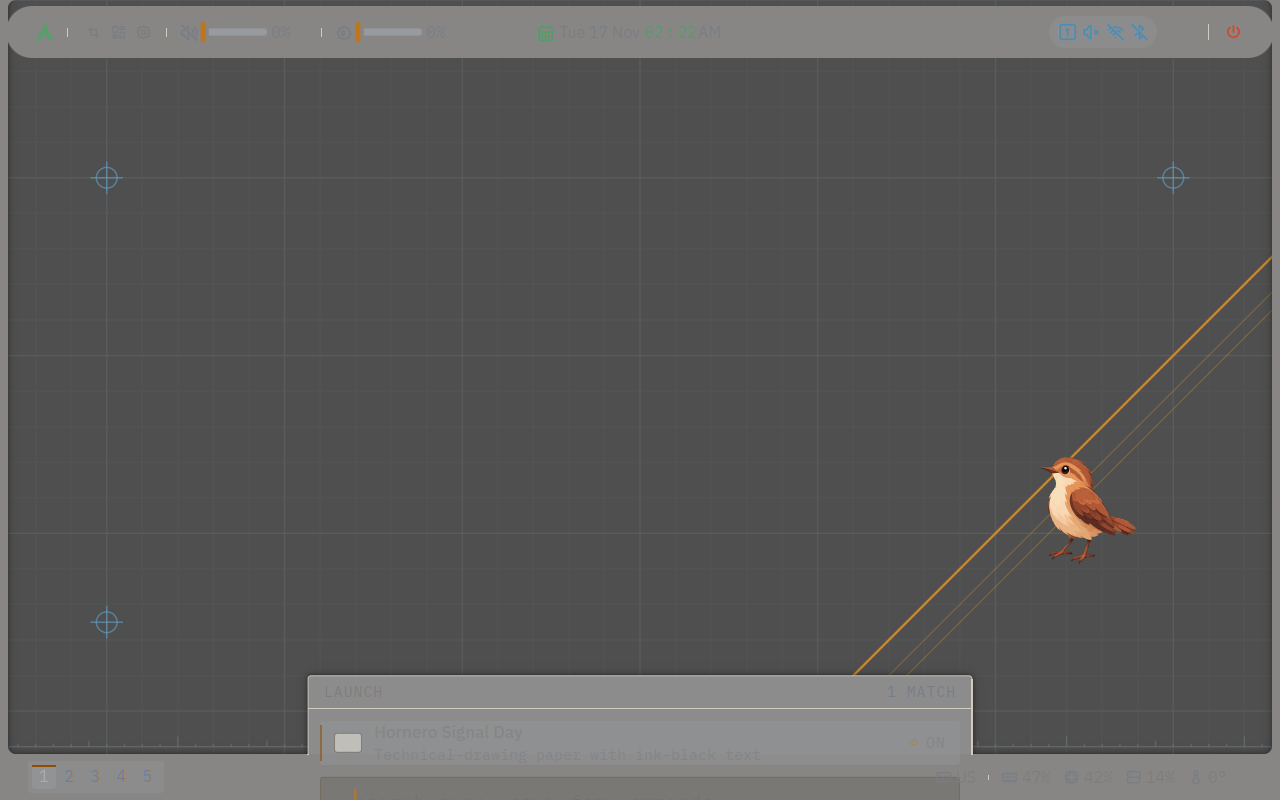 0%
0%
Tue 17 Nov 02 : 22 AM
LAUNCH
1 MATCH
Hornero Signal Day
Technical-drawing paper with ink-black text
ON
1 2 3 4 5
US
47%
42%
14%
0°